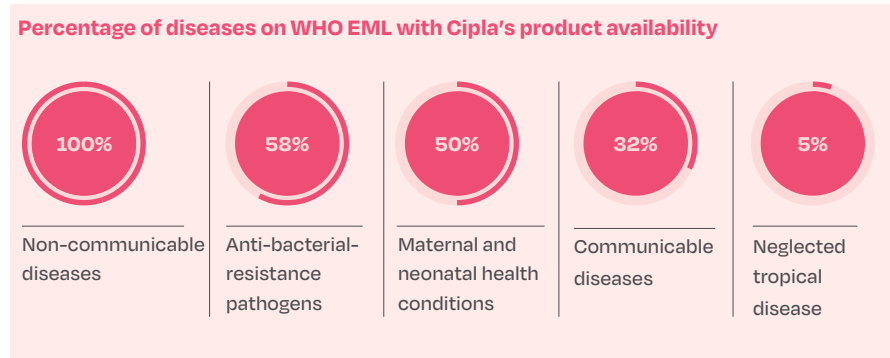 Percentage of diseases on WHO EML with Cipla's product availability
100%
58%
50%
32%
5%
Non-communicable
diseases
Anti-bacterial-
resistance
pathogens
Maternal and
neonatal health
conditions
Communicable
diseases
Neglected
tropical
disease